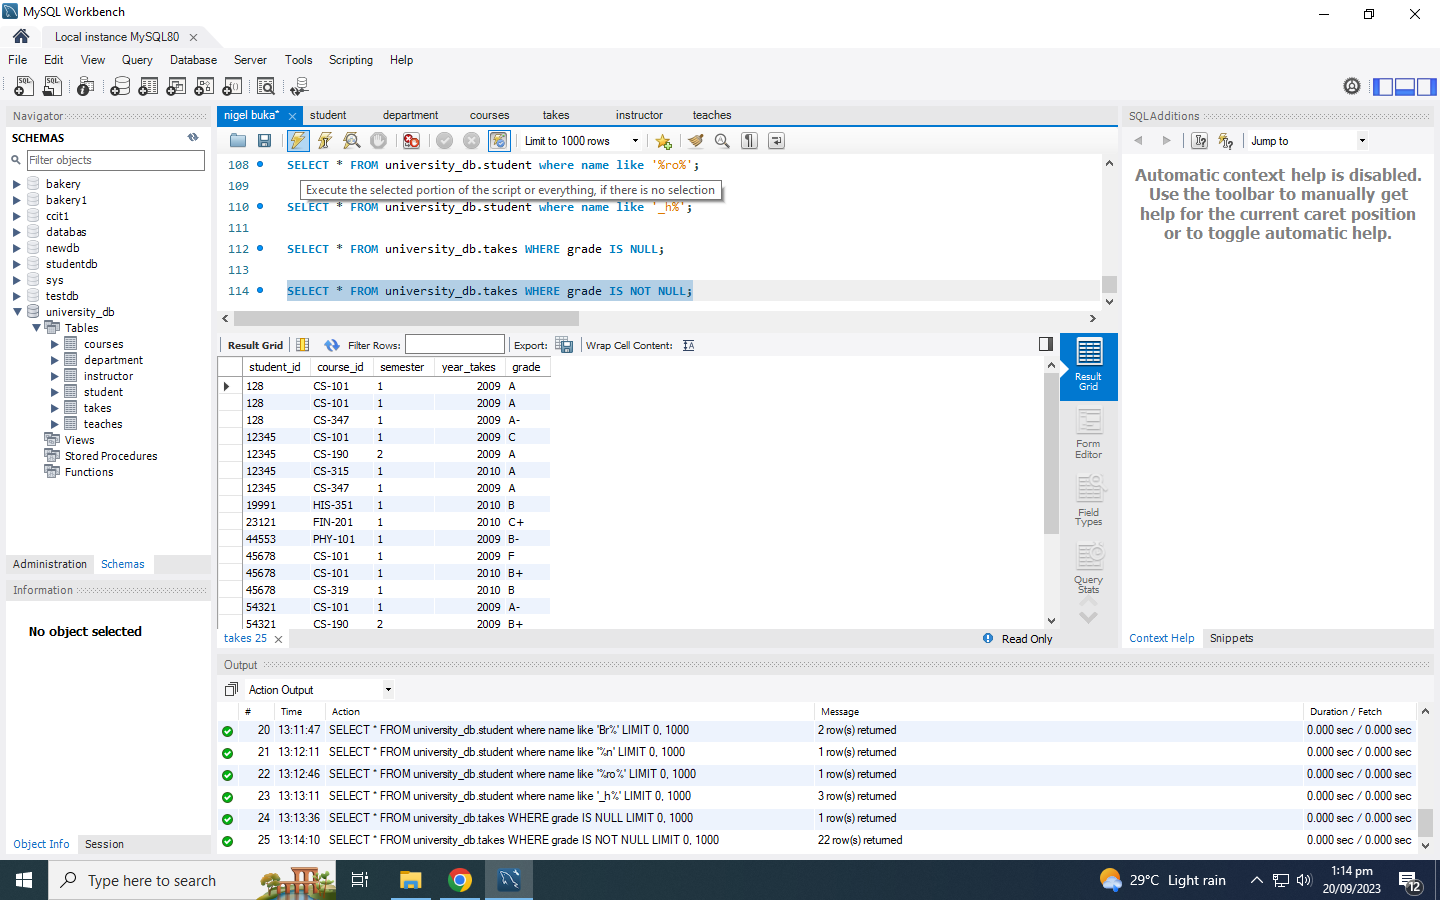 MySQL Workbench
Local instance MySQL80
File Edit View Query Database Server Tools Scripting Help
Navigator
SCHEMAS
Filter objects
bakery
bakery1
ccit1
databas
newdb
studentdb
sys
testdb
university_db
Tables
courses
department
instructor
student
takes
teaches
Views
Stored Procedures
Functions
Administration Schemas
Information
No object selected
Object Info Session
nigel buka* student department courses takes instructor teaches
Limit to 1000 rows
108 SELECT * FROM university_db.student where name like '%ro%';
109
Execute the selected portion of the script or everything, if there is no selection
110 SELECT * FROM university_db.student where name like '_h%';
111
112 SELECT * FROM university_db.takes WHERE grade IS NULL;
113
114 SELECT * FROM university_db.takes WHERE grade IS NOT NULL;
Result Grid Filter Rows: Export: Wrap Cell Content:
student_id course_id semester year_takes grade
128 CS-101 1 2009 A
128 CS-101 1 2009 A
128 CS-347 1 2009 A-
12345 CS-101 1 2009 C
12345 CS-190 2 2009 A
12345 CS-315 1 2010 A
12345 CS-347 1 2009 A
19991 HIS-351 1 2010 B
23121 FIN-201 1 2010 C+
44553 PHY-101 1 2009 B-
45678 CS-101 1 2009 F
45678 CS-101 1 2010 B+
45678 CS-319 1 2010 B
54321 CS-101 1 2009 A-
54321 CS-190 2 2009 B+
Result
Grid
Form
Editor
Field
Types
Query
Stats
takes 25 Read Only
SQLAdditions
Jump to
Automatic context help is disabled.
Use the toolbar to manually get
help for the current caret position
or to toggle automatic help.
Context Help Snippets
Output
Action Output
# Time Action Message Duration / Fetch
20 13:11:47 SELECT * FROM university_db.student where name like 'Br%' LIMIT 0, 1000 2 row(s) returned 0.000 sec / 0.000 sec
21 13:12:11 SELECT * FROM university_db.student where name like '%n' LIMIT 0, 1000 1 row(s) returned 0.000 sec / 0.000 sec
22 13:12:46 SELECT * FROM university_db.student where name like '%ro%' LIMIT 0, 1000 1 row(s) returned 0.000 sec / 0.000 sec
23 13:13:11 SELECT * FROM university_db.student where name like '_h%' LIMIT 0, 1000 3 row(s) returned 0.000 sec / 0.000 sec
24 13:13:36 SELECT * FROM university_db.takes WHERE grade IS NULL LIMIT 0, 1000 1 row(s) returned 0.000 sec / 0.000 sec
25 13:14:10 SELECT * FROM university_db.takes WHERE grade IS NOT NULL LIMIT 0, 1000 22 row(s) returned 0.000 sec / 0.000 sec
Type here to search
29°C Light rain
1:14 pm
20/09/2023
12